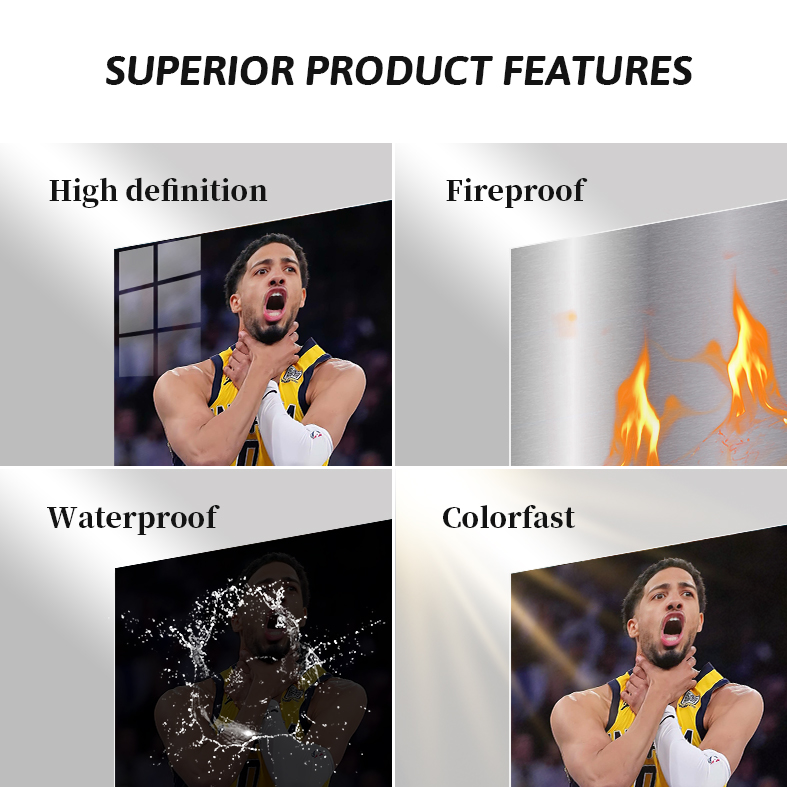 SUPERIOR PRODUCT FEATURES
High definition
Fireproof
Waterproof
Colorfast